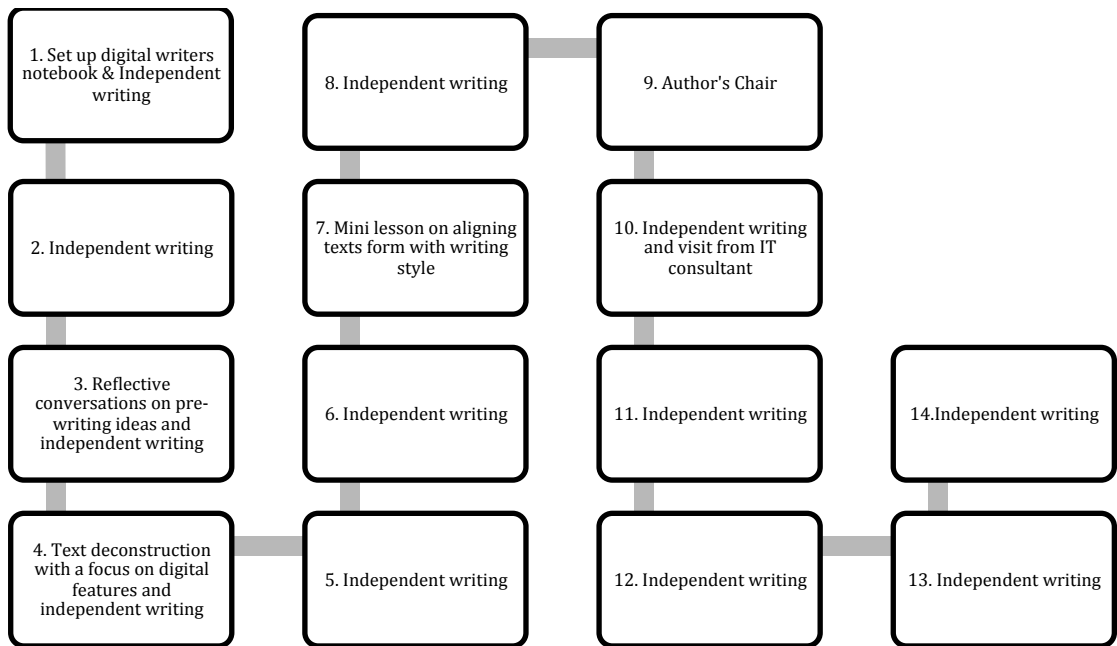 1. Set up digital writers
notebook & Independent
writing
2. Independent writing
3. Reflective
conversations on pre-
writing ideas and
independent writing
4. Text deconstruction
with a focus on digital
features and
independent writing
5. Independent writing
6. Independent writing
7. Mini lesson on aligning
texts form with writing
style
8. Independent writing
9. Author's Chair
10. Independent writing
and visit from IT
consultant
11. Independent writing
12. Independent writing
13. Independent writing
14.Independent writing